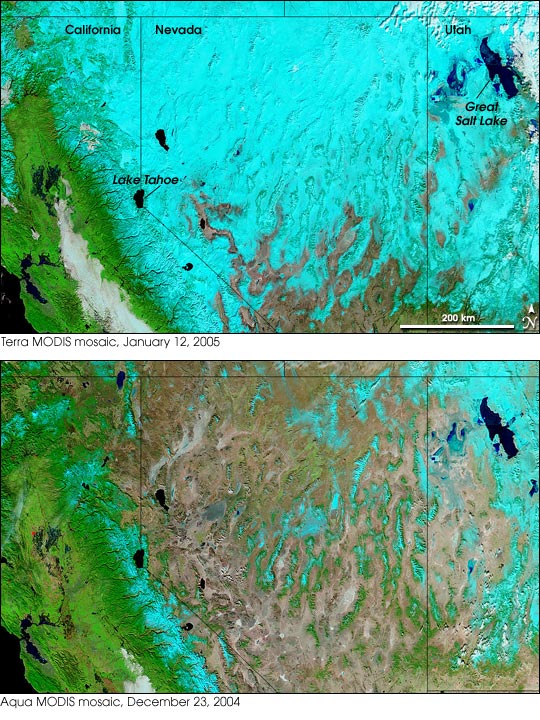 California Nevada Utah
Great
Salt Lake
Lake Tahoe
200 km
N
Terra MODIS mosaic, January 12, 2005
Aqua MODIS mosaic, December 23, 2004